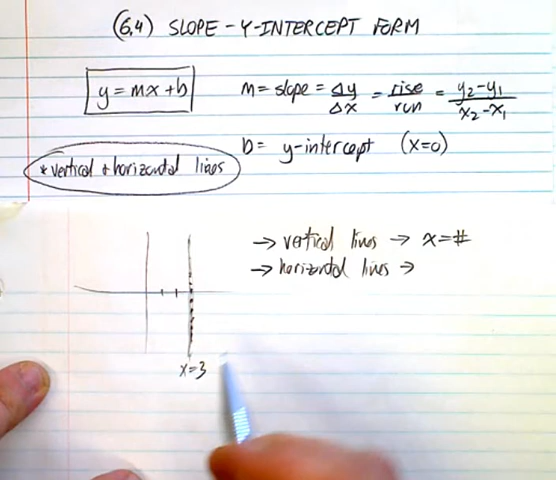 (6.4) SLOPE - Y-INTERCEPT FORM
y = mx + b
m = slope = Δy/Δx = rise/run = y₂-y₁/x₂-x₁
b = y-intercept (x=0)
* vertical + horizontal lines
→ vertical lines → x=#
→ horizontal lines →
x=3